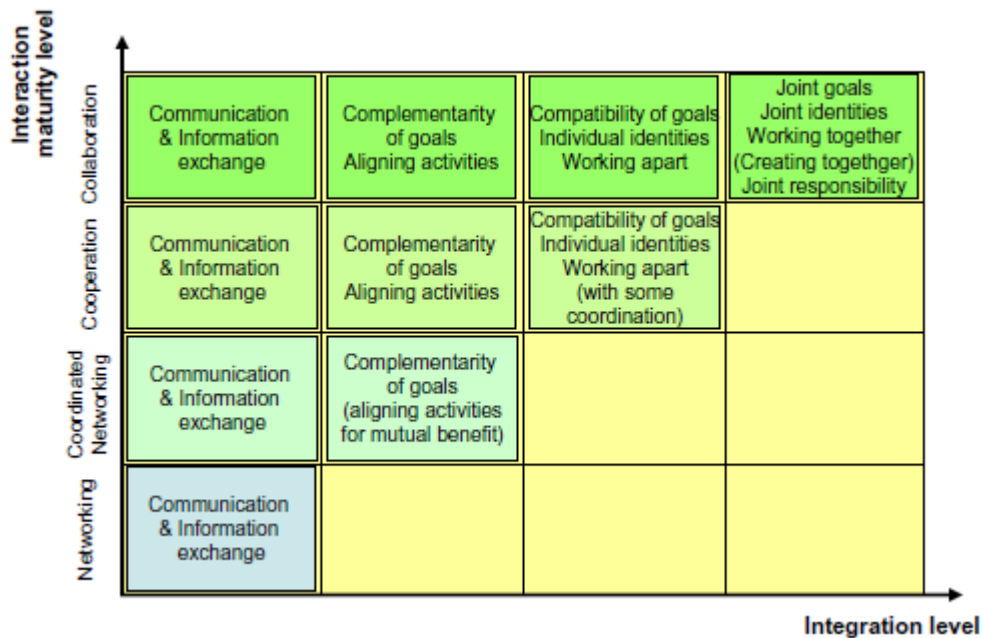 Interaction
maturity level
Collaboration
Communication
& Information
exchange
Complementarity
of goals
Aligning activities
Compatibility of goals
Individual identities
Working apart
Joint goals
Joint identities
Working together
(Creating togethger)
Joint responsibility
Cooperation
Communication
& Information
exchange
Complementarity
of goals
Aligning activities
Compatibility of goals
Individual identities
Working apart
(with some
coordination)
Coordinated
Networking
Communication
& Information
exchange
Complementarity
of goals
(aligning activities
for mutual benefit)
Networking
Communication
& Information
exchange
Integration level